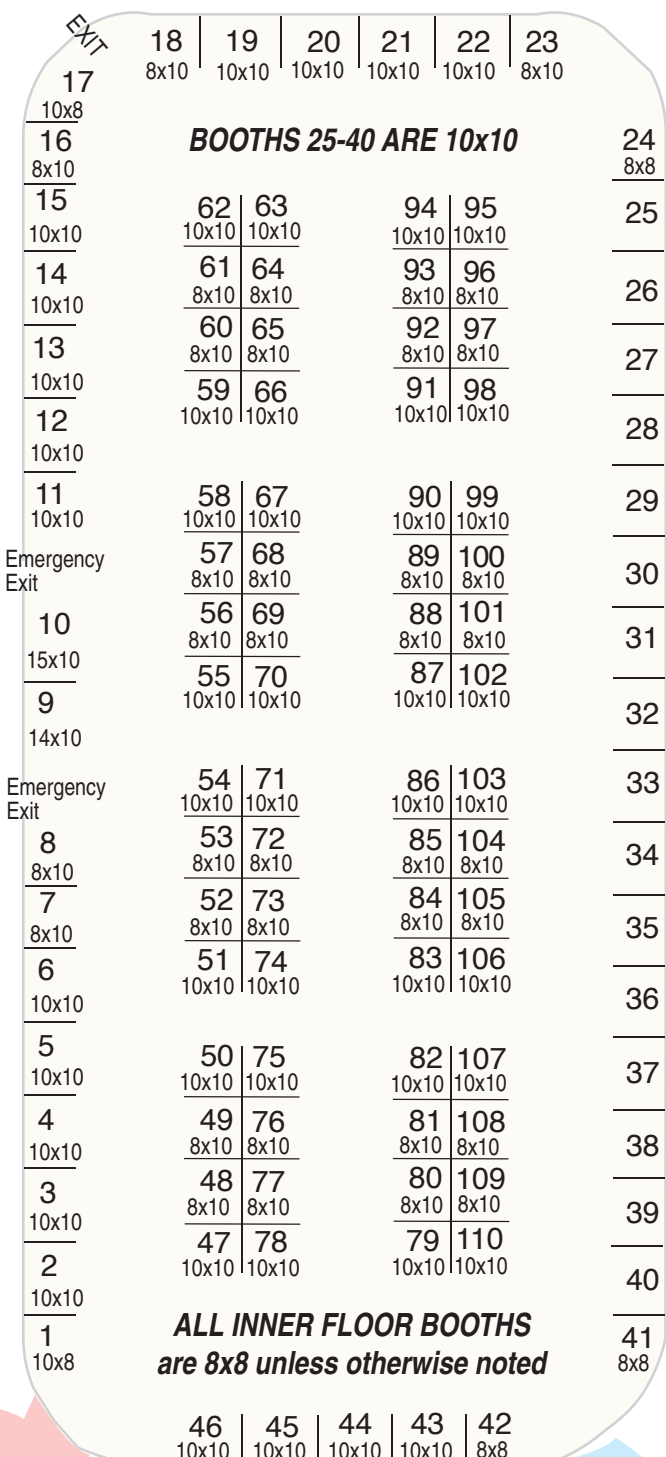 EXIT
18 19 20 21 22 23
8x10 10x10 10x10 10x10 10x10 8x10
17
10x8
BOOTHS 25-40 ARE 10x10
16
8x10
24
8x8
15
10x10
14
10x10
13
10x10
12
10x10
11
10x10
Emergency
Exit
10
15x10
9
14x10
Emergency
Exit
8
8x10
7
8x10
6
10x10
5
10x10
4
10x10
3
10x10
2
10x10
1
10x8
62 63
10x10 10x10
61 64
8x10 8x10
60 65
8x10 8x10
59 66
10x10 10x10
58 67
10x10 10x10
57 68
8x10 8x10
56 69
8x10 8x10
55 70
10x10 10x10
54 71
10x10 10x10
53 72
8x10 8x10
52 73
8x10 8x10
51 74
10x10 10x10
50 75
10x10 10x10
49 76
8x10 8x10
48 77
8x10 8x10
47 78
10x10 10x10
94 95
10x10 10x10
93 96
8x10 8x10
92 97
8x10 8x10
91 98
10x10 10x10
90 99
10x10 10x10
89 100
8x10 8x10
88 101
8x10 8x10
87 102
10x10 10x10
86 103
10x10 10x10
85 104
8x10 8x10
84 105
8x10 8x10
83 106
10x10 10x10
82 107
10x10 10x10
81 108
8x10 8x10
80 109
8x10 8x10
79 110
10x10 10x10
25
26
27
28
29
30
31
32
33
34
35
36
37
38
39
40
41
8x8
ALL INNER FLOOR BOOTHS
are 8x8 unless otherwise noted
46 45 44 43 42
10x10 10x10 10x10 10x10 8x8